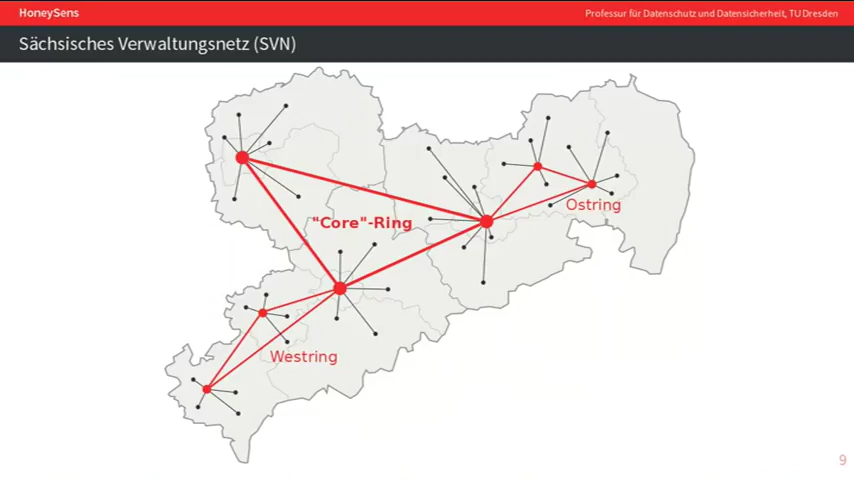 HoneySens
Professur für Datenschutz und Datensicherheit, TU Dresden
Sächsisches Verwaltungsnetz (SVN)
Ostring
"Core"-Ring
Westring
9